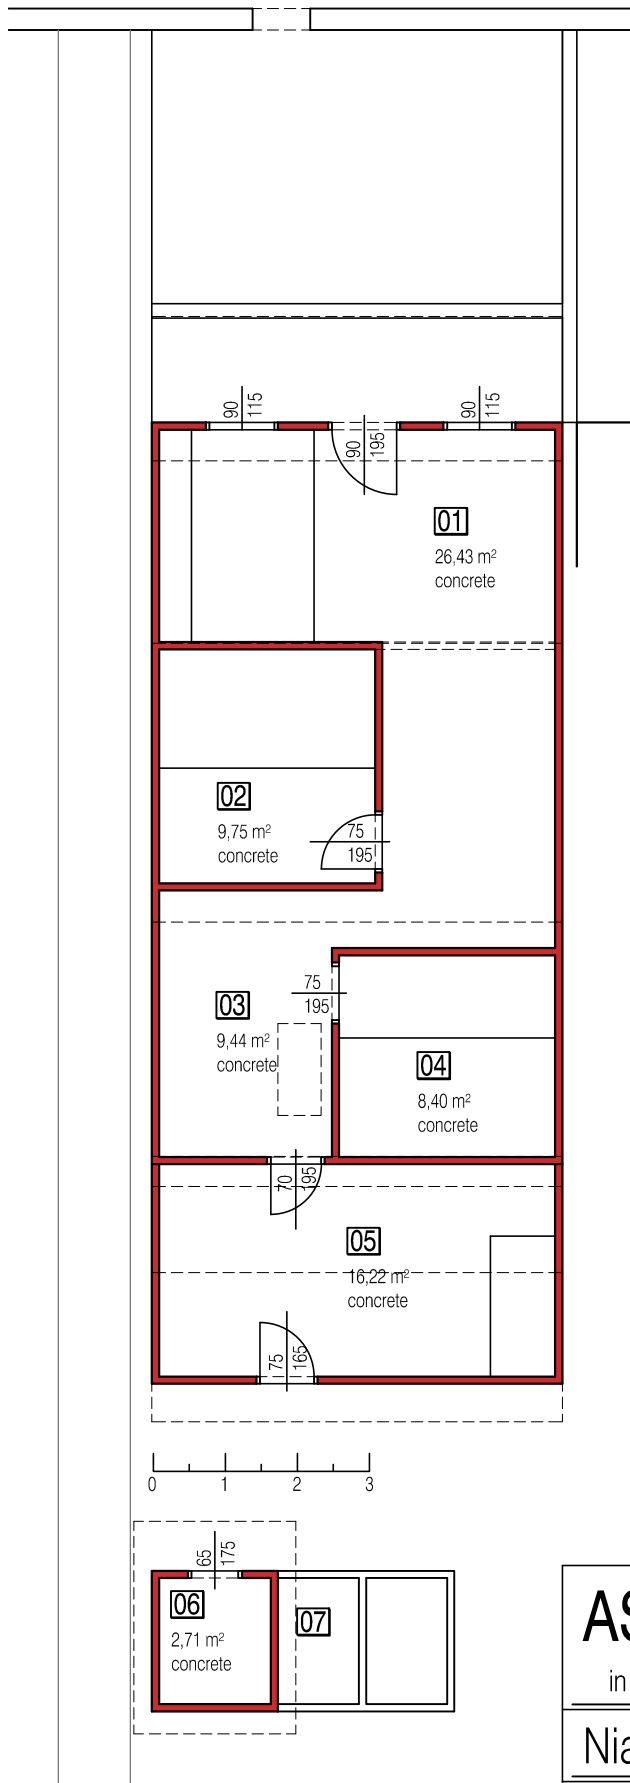 90
115
90
195
90
115
01
26,43 m²
concrete
02
9,75 m²
concrete
75
195
75
195
03
9,44 m²
concrete
04
8,40 m²
concrete
70
195
05
16,22 m²
concrete
75
165
0 1 2 3
65
175
06
2,71 m²
concrete
07
AS
in
Nia